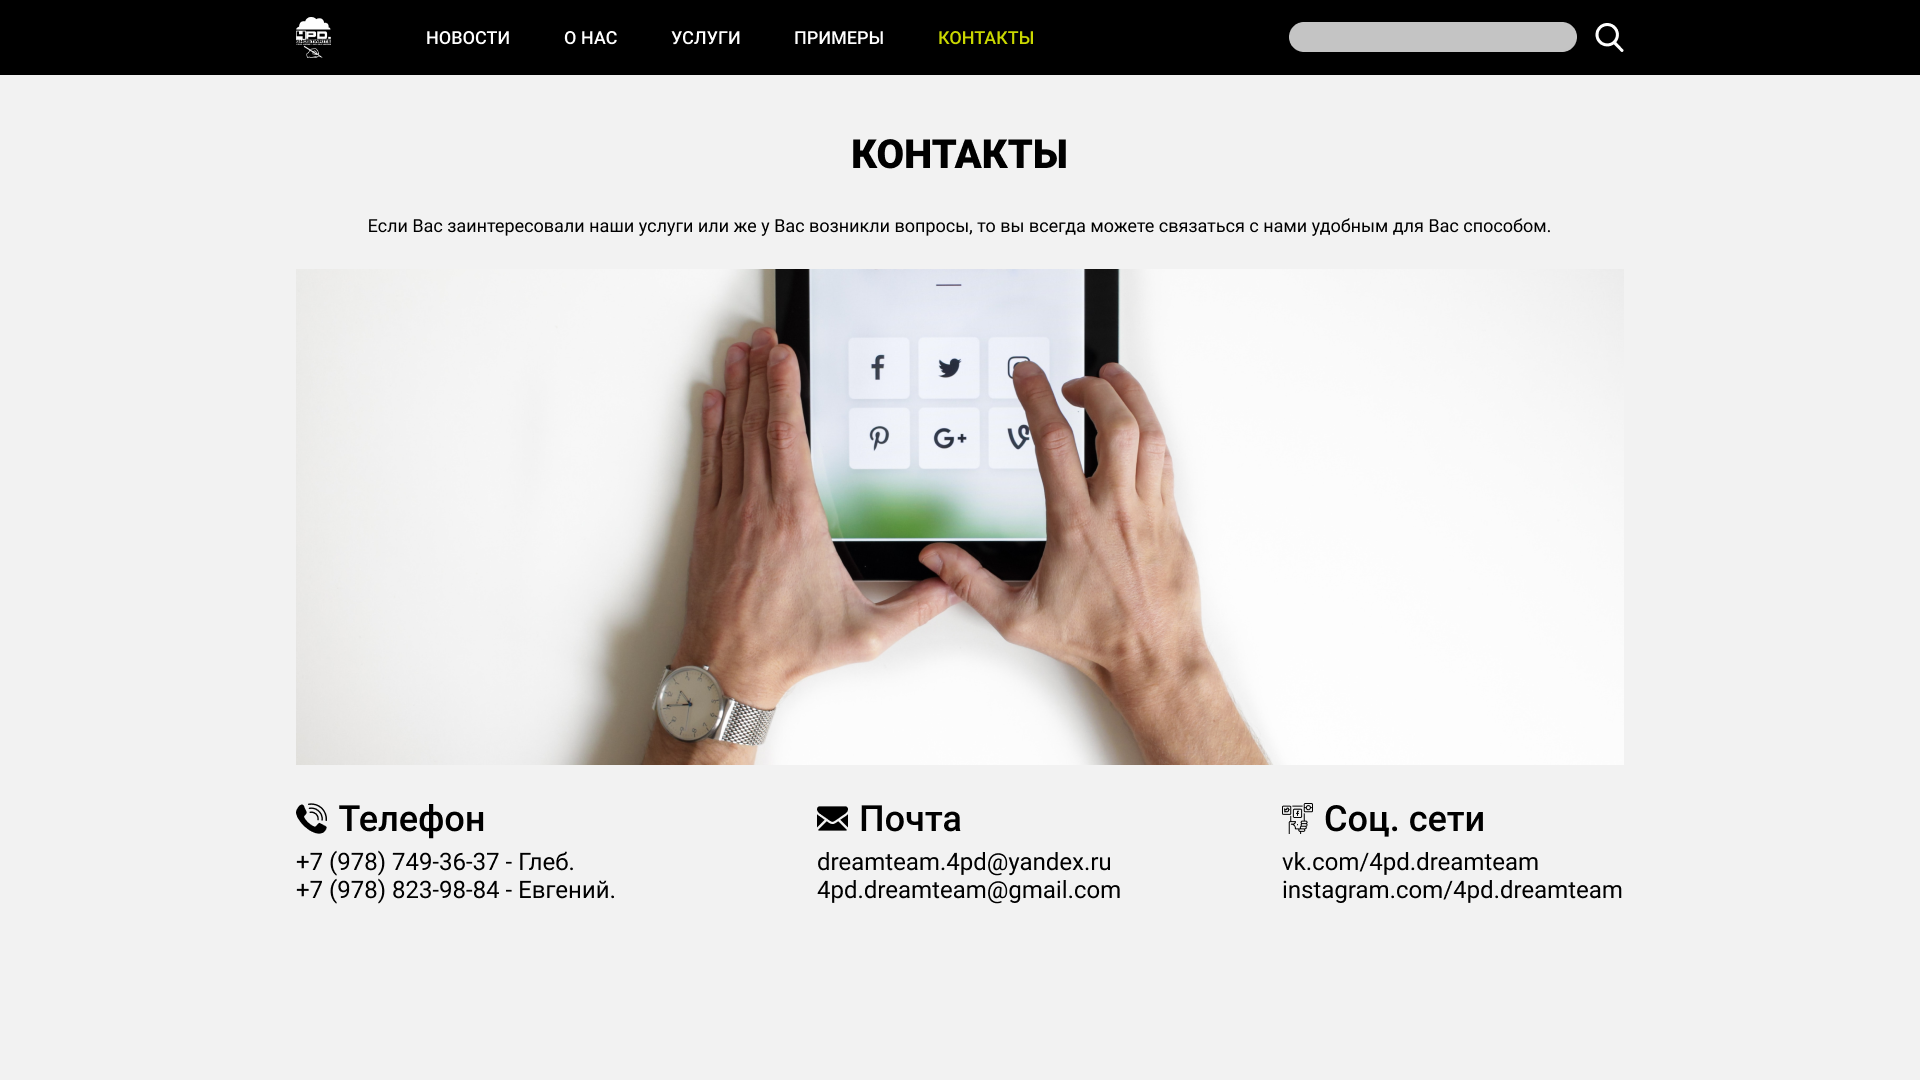 4PD.
НОВОСТИ
О НАС
УСЛУГИ
ПРИМЕРЫ
КОНТАКТЫ
КОНТАКТЫ
Если Вас заинтересовали наши услуги или же у Вас возникли вопросы, то вы всегда можете связаться с нами удобным для Вас способом.
Телефон
+7 (978) 749-36-37 - Глеб.
+7 (978) 823-98-84 - Евгений.
Почта
dreamteam.4pd@yandex.ru
4pd.dreamteam@gmail.com
Соц. сети
vk.com/4pd.dreamteam
instagram.com/4pd.dreamteam